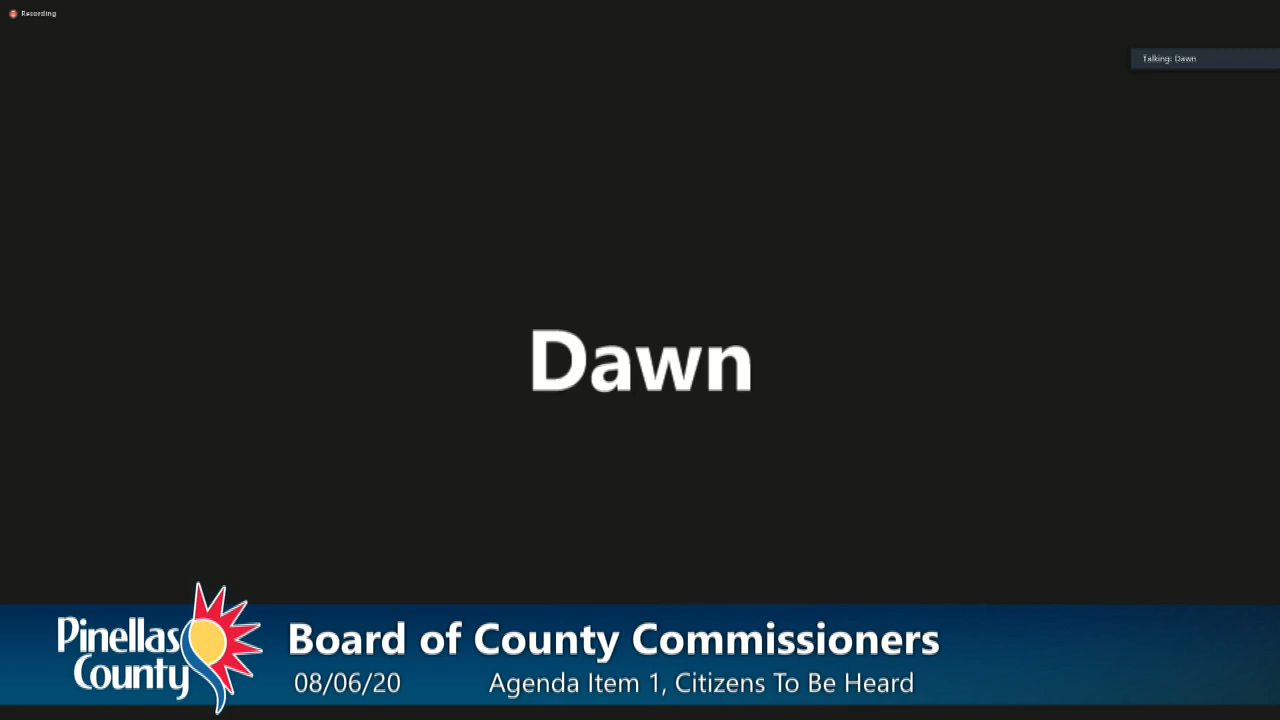 Recording
Talking: Dawn
Dawn
Pinellas
County
Board of County Commissioners
08/06/20
Agenda Item 1, Citizens To Be Heard